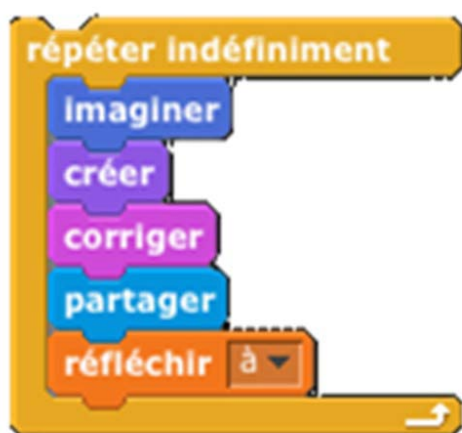 répéter indéfiniment
imaginer
créer
corriger
partager
réfléchir à